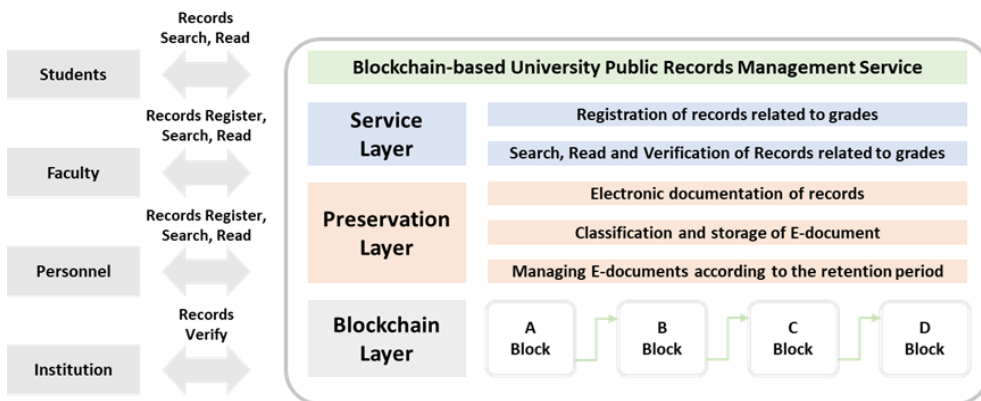 Records
Search, Read
Students
Records Register,
Search, Read
Faculty
Records Register,
Search, Read
Personnel
Records
Verify
Institution
Blockchain-based University Public Records Management Service
Service
Layer
Registration of records related to grades
Search, Read and Verification of Records related to grades
Preservation
Layer
Electronic documentation of records
Classification and storage of E-document
Managing E-documents according to the retention period
Blockchain
Layer
A
Block
B
Block
C
Block
D
Block